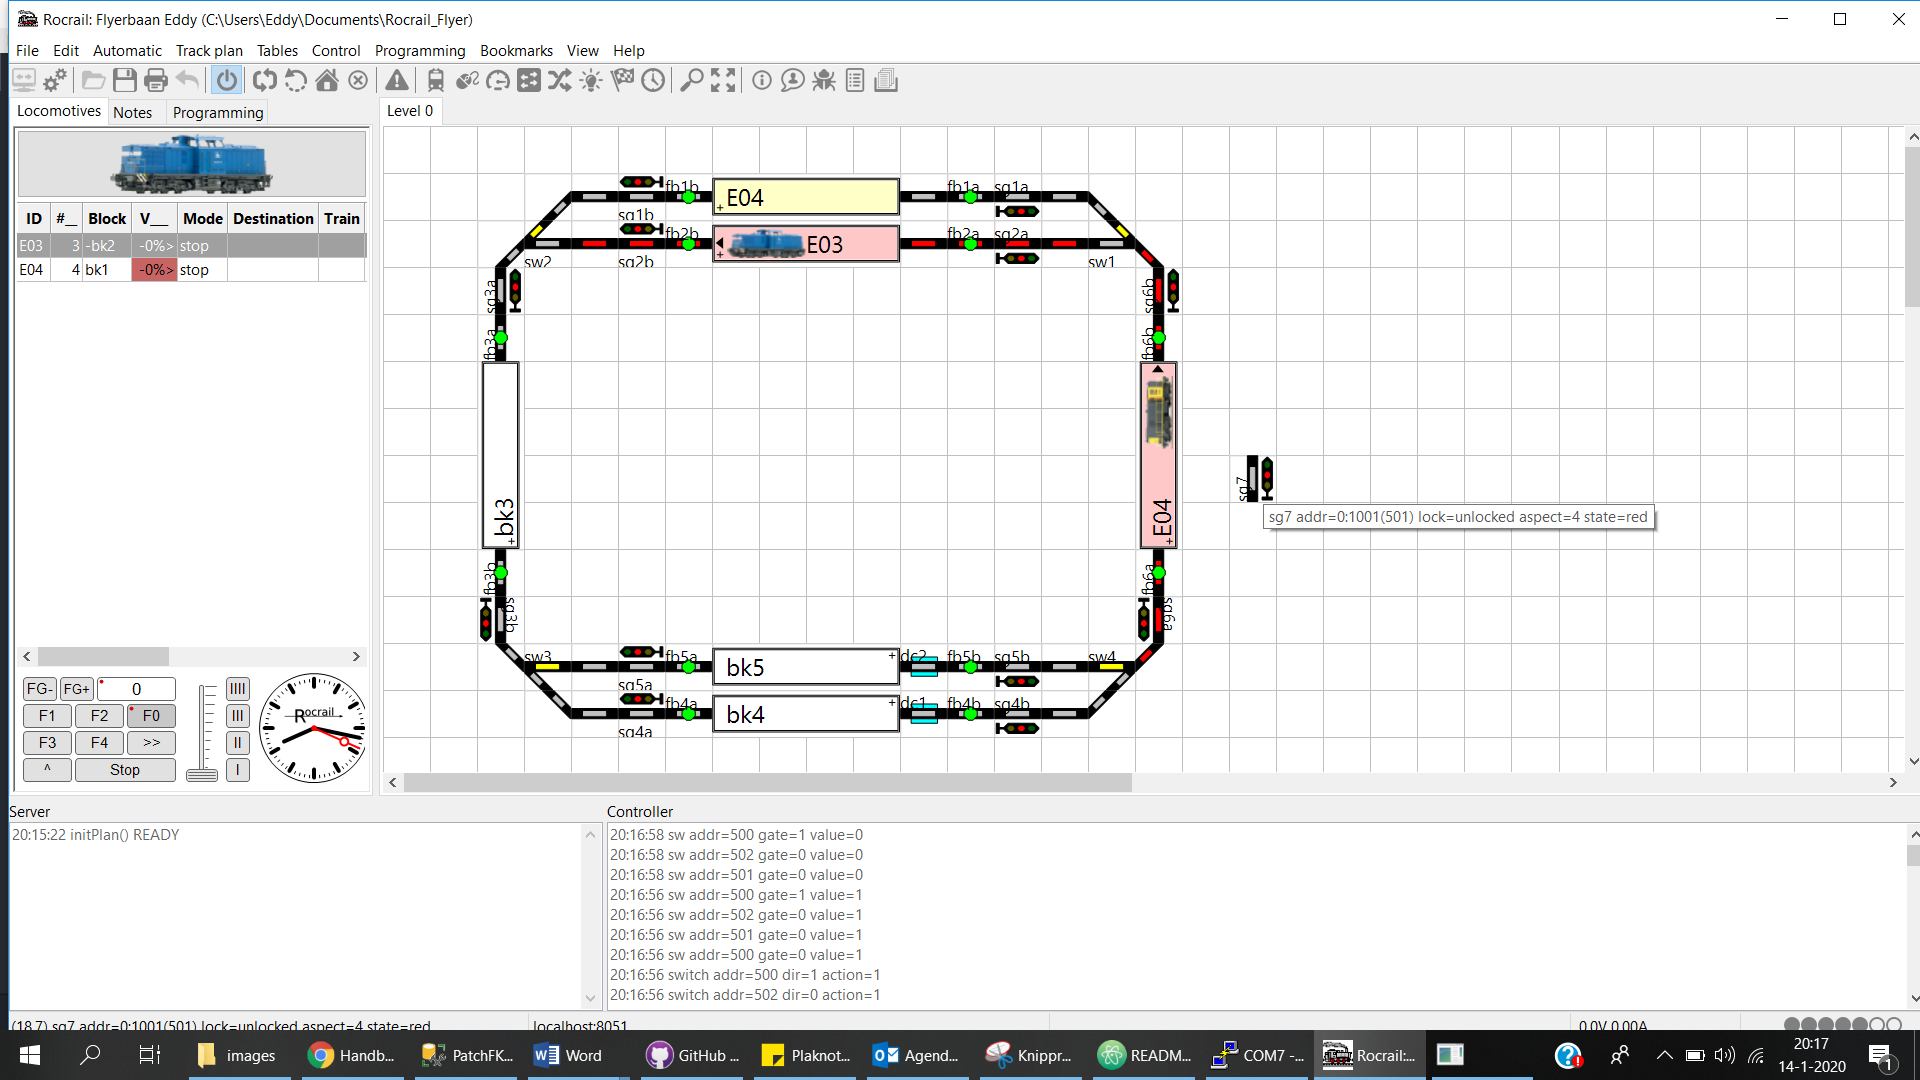 Rocrail: Flyerbaan Eddy (C:\Users\Eddy\Documents\Rocrail_Flyer)
File Edit Automatic Track plan Tables Control Programming Bookmarks View Help
Locomotives Notes Programming
Level 0
ID #__ Block V__ Mode Destination Train
E03 3 -bk2 -0%> stop
E04 4 bk1 -0%> stop
fb1b E04 fb1a sg1a
sg1b
fb2b E03 fb2a sg2a
sw2 sg2b sw1
sg3a sg6b
fb3a fb6b
bk3 E04
sg7
sg7 addr=0:1001(501) lock=unlocked aspect=4 state=red
fb3b fb6a
sg3b sg6a
sw3 fb5a bk5 dc2 fb5b sg5b sw4
sg5a
fb4a bk4 dc1 fb4b sg4b
sg4a
FG- FG+ 0 IIII
F1 F2 F0 III
F3 F4 >> II
^ Stop I
Rocrail
Server
20:15:22 initPlan() READY
Controller
20:16:58 sw addr=500 gate=1 value=0
20:16:58 sw addr=502 gate=0 value=0
20:16:58 sw addr=501 gate=0 value=0
20:16:56 sw addr=500 gate=1 value=1
20:16:56 sw addr=502 gate=0 value=1
20:16:56 sw addr=501 gate=0 value=1
20:16:56 sw addr=500 gate=0 value=1
20:16:56 switch addr=500 dir=1 action=1
20:16:56 switch addr=502 dir=0 action=1
(18,7) sg7 addr=0:1001(501) lock=unlocked aspect=4 state=red localhost:8051 0.0V 0.00A
images Handb... PatchFK... Word GitHub ... Plaknot... Agend... Knippr... READM... COM7 -... Rocrail:...
20:17
14-1-2020
1